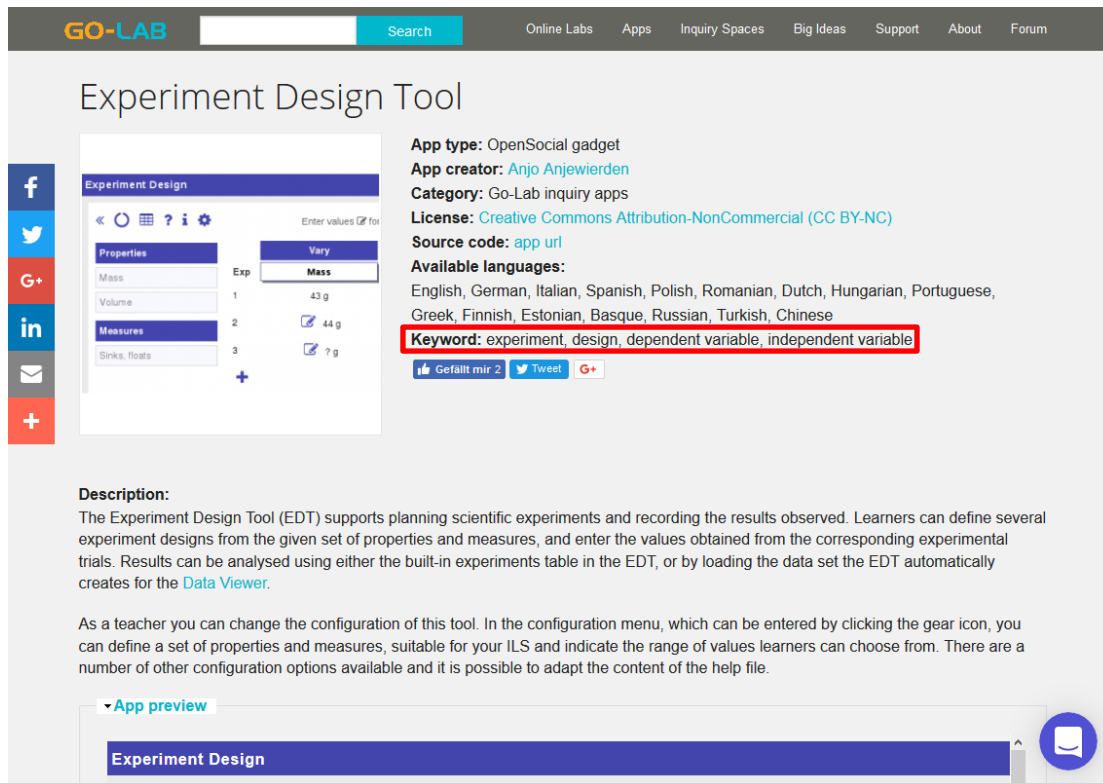 GO-LAB
Search
Online Labs Apps Inquiry Spaces Big Ideas Support About Forum
Experiment Design Tool
Experiment Design
Enter values for
Properties
Mass
Volume
Measures
Sinks, floats
Vary
Exp Mass
1 43 g
2 44 g
3 ? g
App type: OpenSocial gadget
App creator: Anjo Anjewierden
Category: Go-Lab inquiry apps
License: Creative Commons Attribution-NonCommercial (CC BY-NC)
Source code: app url
Available languages:
English, German, Italian, Spanish, Polish, Romanian, Dutch, Hungarian, Portuguese,
Greek, Finnish, Estonian, Basque, Russian, Turkish, Chinese
Keyword: experiment, design, dependent variable, independent variable
Gefällt mir 2 Tweet G+
f
G+
in
Description:
The Experiment Design Tool (EDT) supports planning scientific experiments and recording the results observed. Learners can define several
experiment designs from the given set of properties and measures, and enter the values obtained from the corresponding experimental
trials. Results can be analysed using either the built-in experiments table in the EDT, or by loading the data set the EDT automatically
creates for the Data Viewer.
As a teacher you can change the configuration of this tool. In the configuration menu, which can be entered by clicking the gear icon, you
can define a set of properties and measures, suitable for your ILS and indicate the range of values learners can choose from. There are a
number of other configuration options available and it is possible to adapt the content of the help file.
App preview
Experiment Design